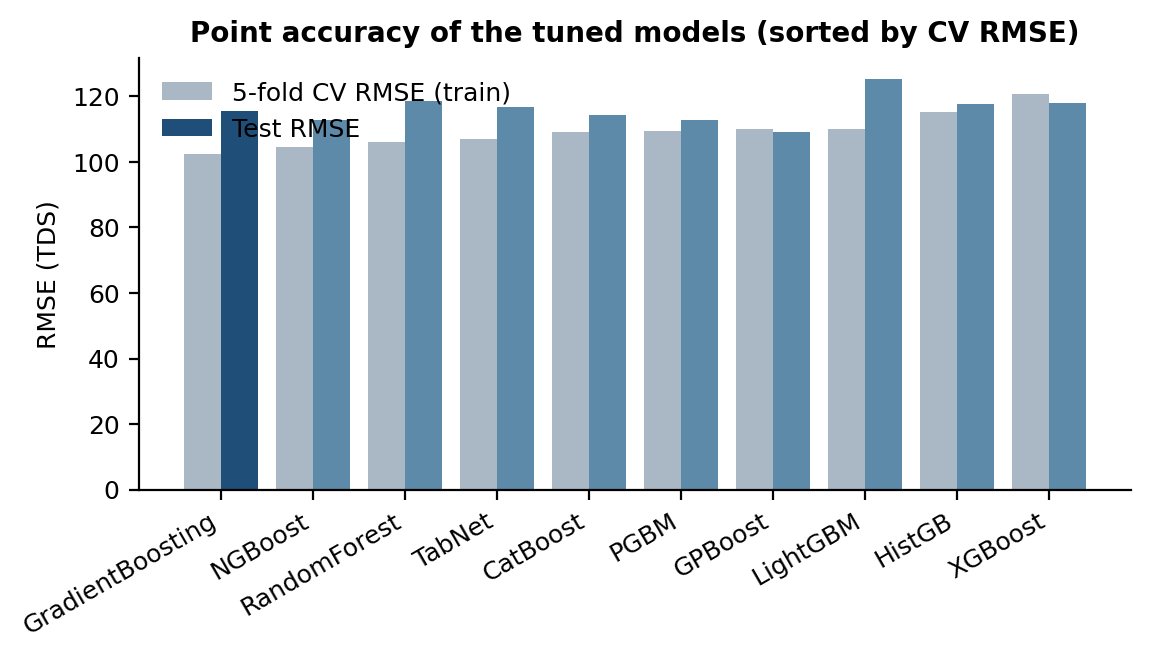 Point accuracy of the tuned models (sorted by CV RMSE)
5-fold CV RMSE (train)
Test RMSE
RMSE (TDS)
120
100
80
60
40
20
0
GradientBoosting
NGBoost
RandomForest
TabNet
CatBoost
PGBM
GPBoost
LightGBM
HistGB
XGBoost